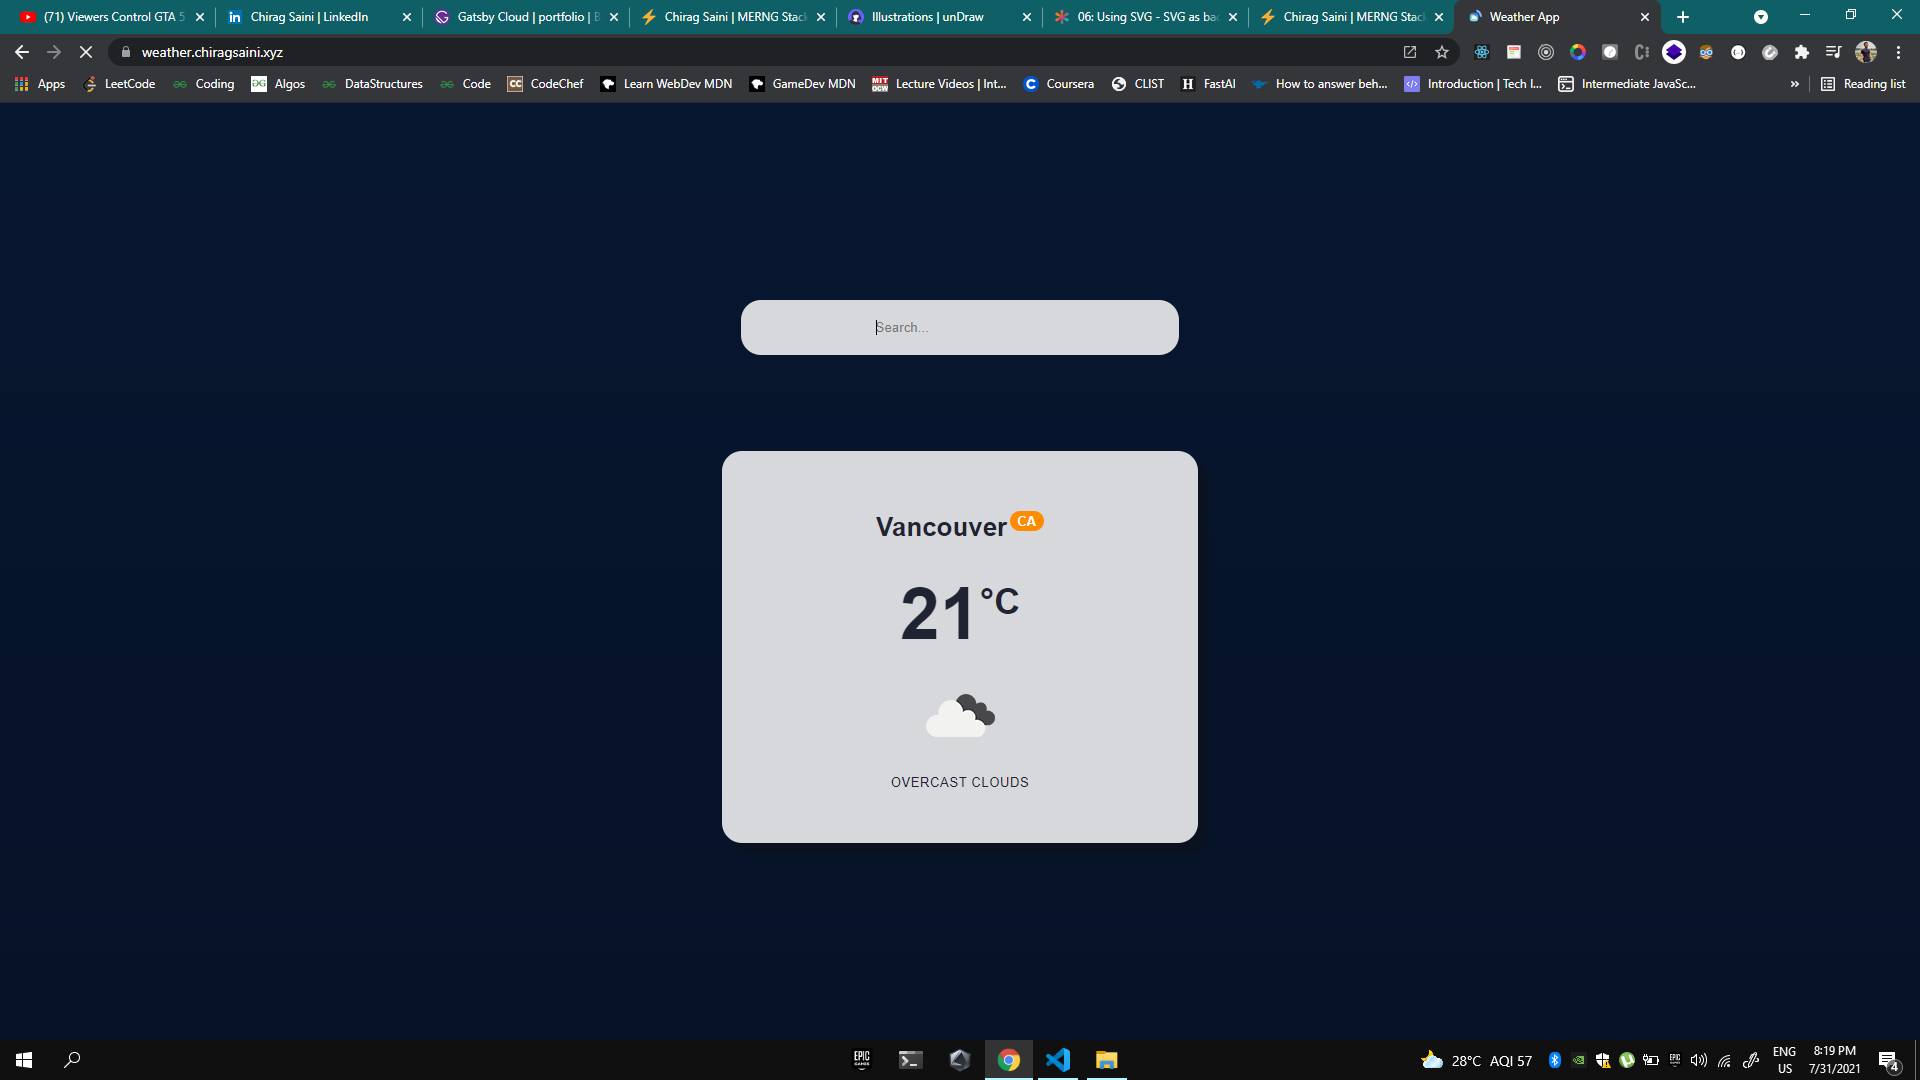 (71) Viewers Control GTA 5
Chirag Saini | LinkedIn
Gatsby Cloud | portfolio | B
Chirag Saini | MERNG Stac
Illustrations | unDraw
06: Using SVG - SVG as bac
Chirag Saini | MERNG Stac
Weather App
weather.chiragsaini.xyz
Apps
LeetCode
Coding
Algos
DataStructures
Code
CodeChef
Learn WebDev MDN
GameDev MDN
Lecture Videos | Int...
Coursera
CLIST
FastAI
How to answer beh...
Introduction | Tech I...
Intermediate JavaSc...
»
Reading list
Search...
Vancouver CA
21°C
OVERCAST CLOUDS
28°C AQI 57
ENG
US
8:19 PM
7/31/2021
4